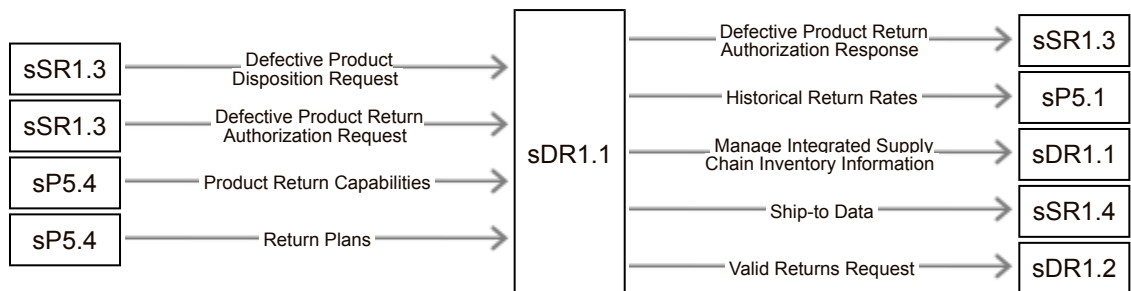 sSR1.3
Defective Product
Disposition Request
sSR1.3
Defective Product Return
Authorization Request
sP5.4
Product Return Capabilities
sP5.4
Return Plans
sDR1.1
Defective Product Return
Authorization Response
sSR1.3
Historical Return Rates
sP5.1
Manage Integrated Supply
Chain Inventory Information
sDR1.1
Ship-to Data
sSR1.4
Valid Returns Request
sDR1.2